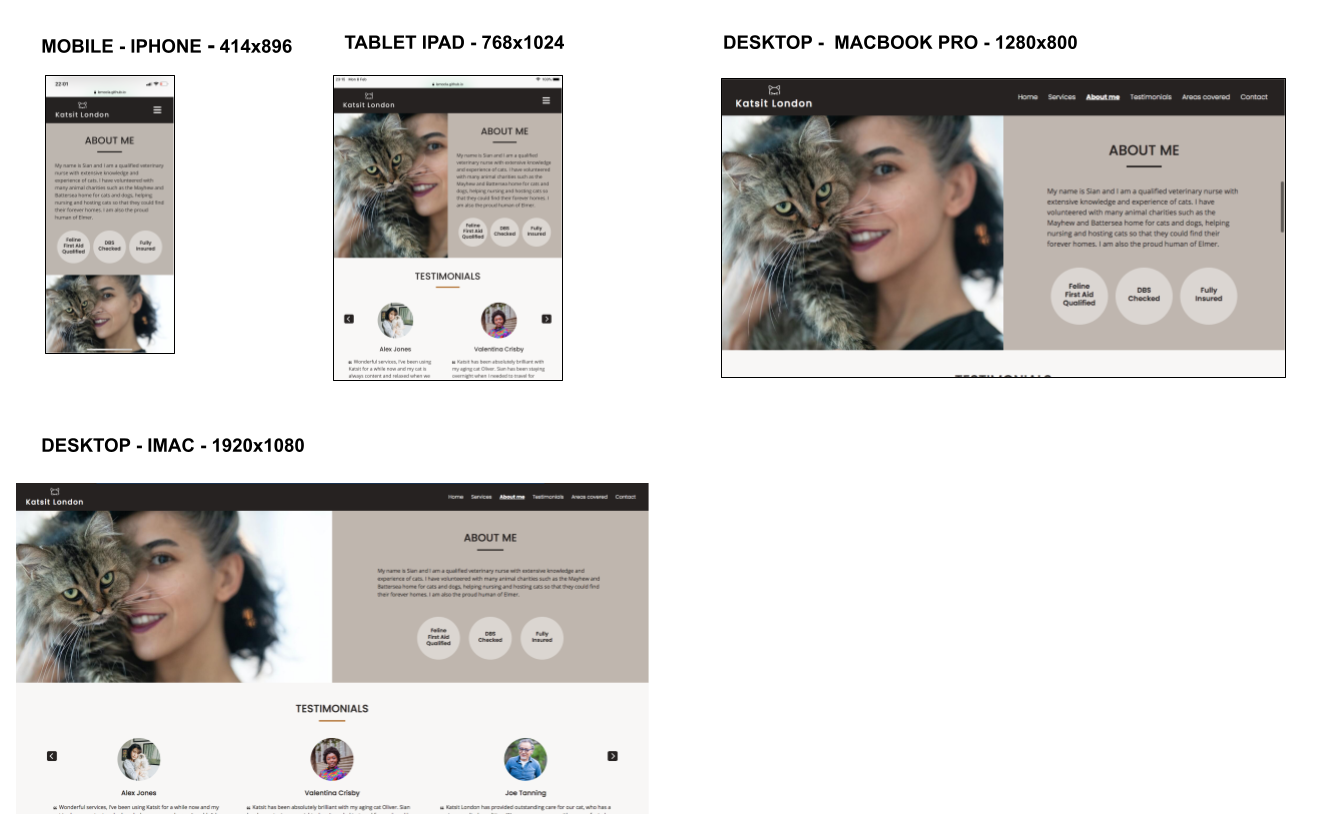 MOBILE - IPHONE - 414x896
22:01
Katsit London
ABOUT ME
My name is Sian and I am a qualified veterinary
nurse with extensive knowledge and
experience of cats. I have volunteered with
many animal charities such as the Mayhew and
Battersea home for cats and dogs, helping
nursing and hosting cats so that they could find
their forever homes. I am also the proud
human of Elmer.
Feline
First Aid
Qualified
DBS
Checked
Fully
Insured
TABLET IPAD - 768x1024
Katsit London
ABOUT ME
My name is Sian and I am a qualified
veterinary nurse with extensive knowledge
and experience of cats. I have volunteered
with many animal charities such as the
Mayhew and Battersea home for cats and
dogs, helping nursing and hosting cats so
that they could find their forever homes. I
am also the proud human of Elmer.
Feline
First Aid
Qualified
DBS
Checked
Fully
Insured
TESTIMONIALS
Alex Jones
❝ Wonderful services, I've been using
Katsit for a while now and my cat is
always content and relaxed when we
Valentina Crisby
❝ Katsit has been absolutely brilliant with
my aging cat Oliver. Sian has been staying
overnight when I needed to travel for
DESKTOP - MACBOOK PRO - 1280x800
Katsit London
Home Services About me Testimonials Areas covered Contact
ABOUT ME
My name is Sian and I am a qualified veterinary nurse with
extensive knowledge and experience of cats. I have
volunteered with many animal charities such as the
Mayhew and Battersea home for cats and dogs, helping
nursing and hosting cats so that they could find their
forever homes. I am also the proud human of Elmer.
Feline
First Aid
Qualified
DBS
Checked
Fully
Insured
TESTIMONIALS
DESKTOP - IMAC - 1920x1080
Katsit London
Home Services About me Testimonials Areas covered Contact
ABOUT ME
My name is Sian and I am a qualified veterinary nurse with extensive knowledge and
experience of cats. I have volunteered with many animal charities such as the Mayhew and
Battersea home for cats and dogs, helping nursing and hosting cats so that they could find
their forever homes. I am also the proud human of Elmer.
Feline
First Aid
Qualified
DBS
Checked
Fully
Insured
TESTIMONIALS
Alex Jones
❝ Wonderful services, I've been using Katsit for a while now and my
Valentina Crisby
❝ Katsit has been absolutely brilliant with my aging cat Oliver. Sian
Joe Tanning
❝ Katsit London has provided outstanding care for our cat, who has a